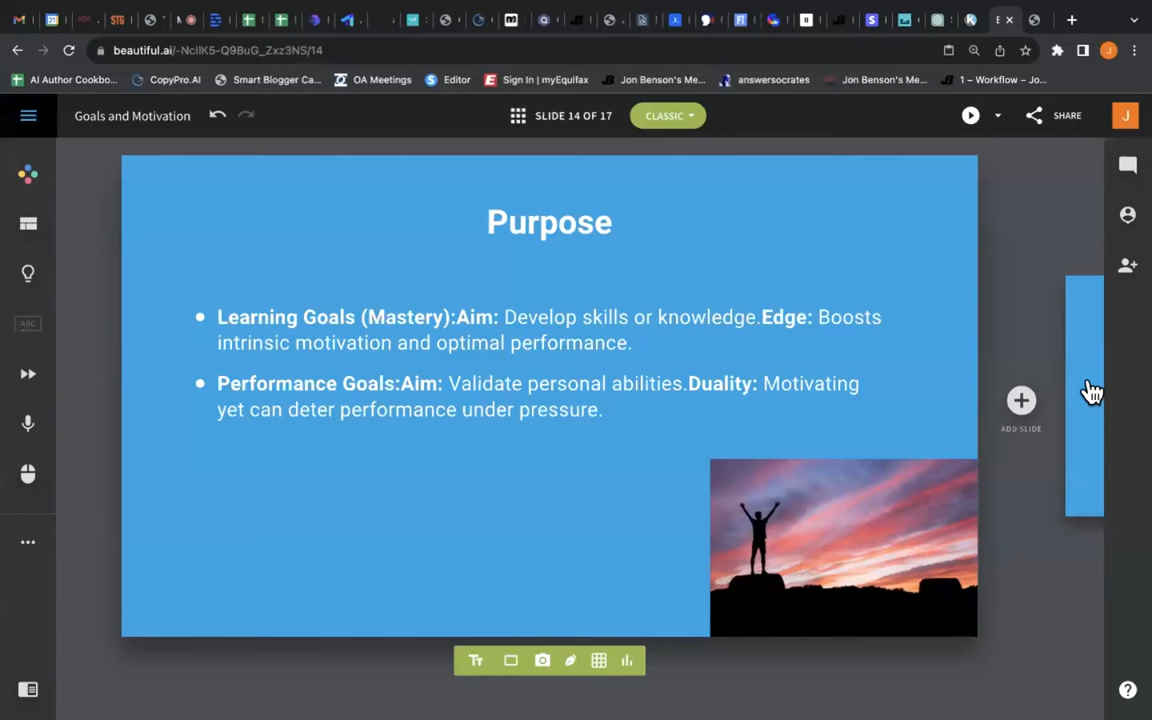 beautiful.ai/-NcIIK5-Q9BuG_Zxz3NS/14
AI Author Cookbo... CopyPro.AI Smart Blogger Ca... OA Meetings Editor Sign In | myEquifax Jon Benson's Me... answersocrates Jon Benson's Me... 1 – Workflow – Jo...
Goals and Motivation SLIDE 14 OF 17 CLASSIC SHARE J
Purpose
Learning Goals (Mastery):Aim: Develop skills or knowledge.Edge: Boosts
intrinsic motivation and optimal performance.
Performance Goals:Aim: Validate personal abilities.Duality: Motivating
yet can deter performance under pressure.
ABC
ADD SLIDE
Tt